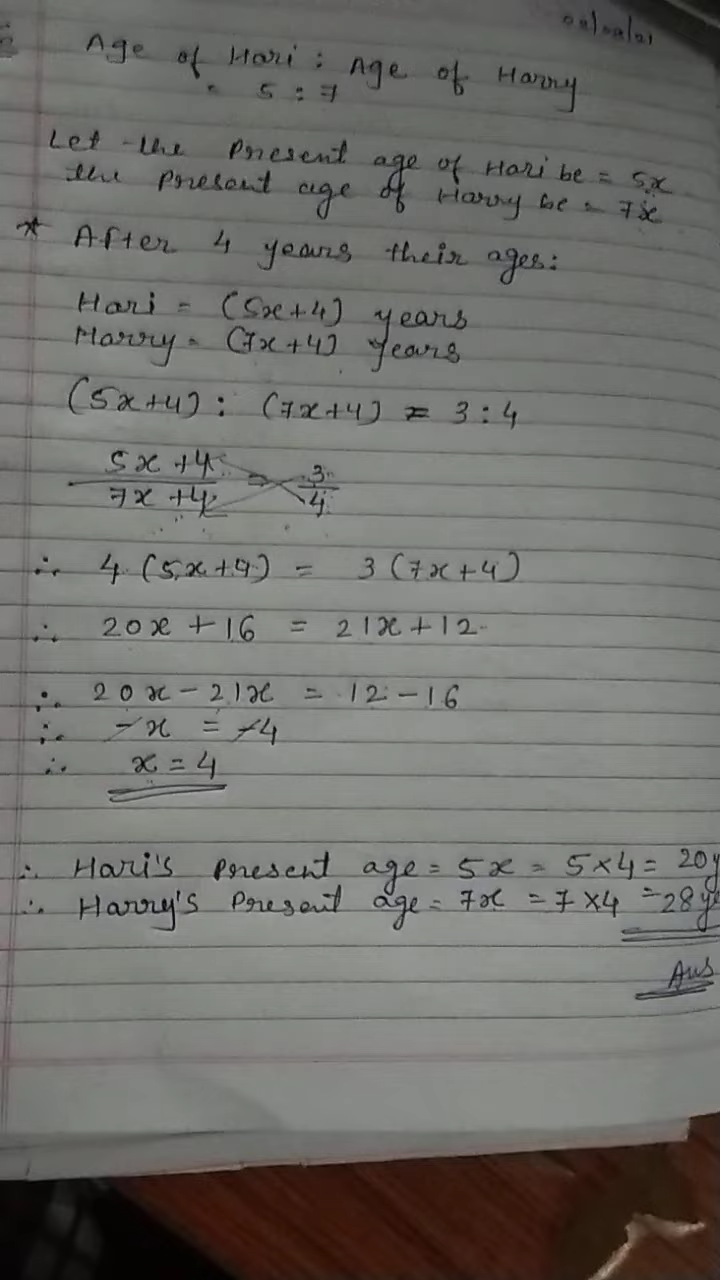 Age of Hari : Age of Harry
= 5 : 7
Let the Present age of Hari be = 5x
the present age of Harry be = 7x
* After 4 years their ages:
Hari = (5x+4) years
Harry = (7x+4) years
(5x+4) : (7x+4) = 3 : 4
5x+4/7x+4 = 3/4
∴ 4 (5x+4) = 3 (7x+4)
∴ 20x + 16 = 21x + 12
∴ 20x - 21x = 12 - 16
∴ -x = -4
∴ x = 4
∴ Hari's present age = 5x = 5×4 = 20y
∴ Harry's Present age = 7x = 7×4 = 28y
Ans